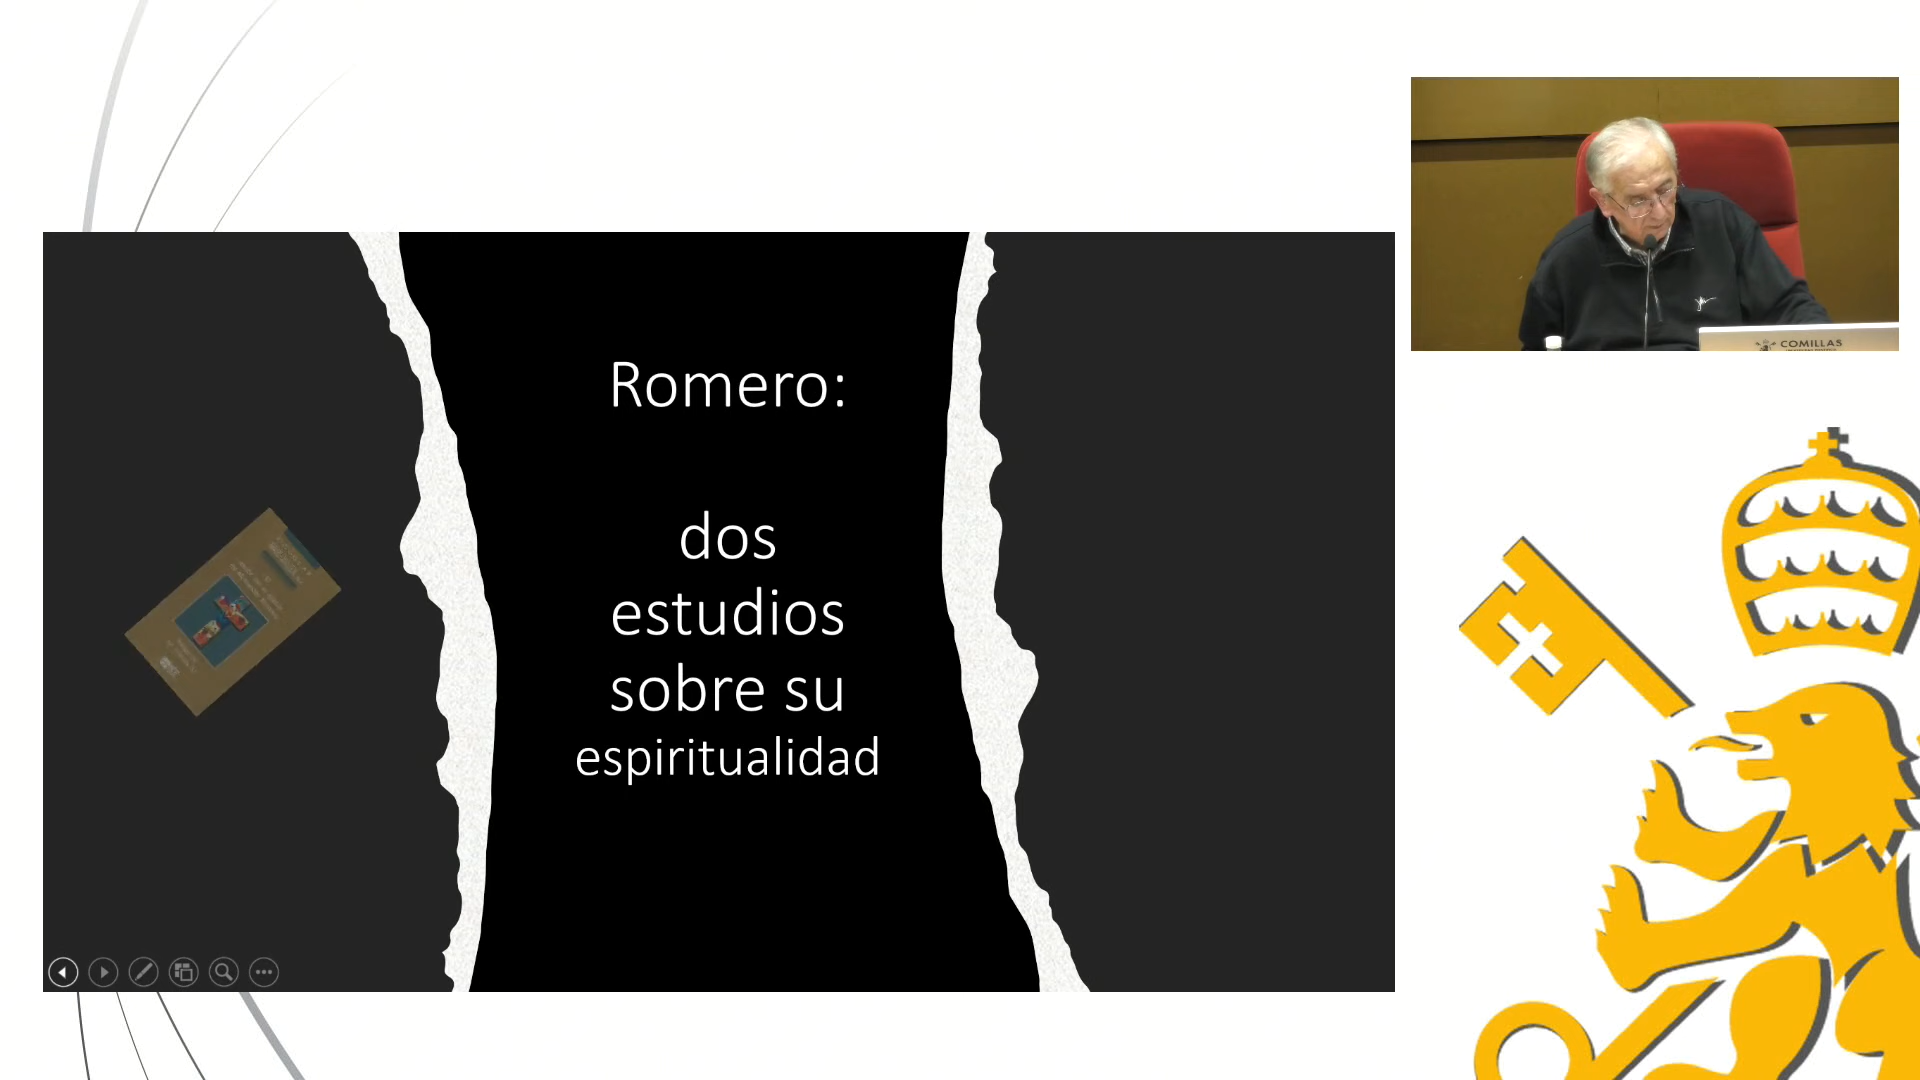 Romero:
dos
estudios
sobre su
espiritualidad
COMILLAS